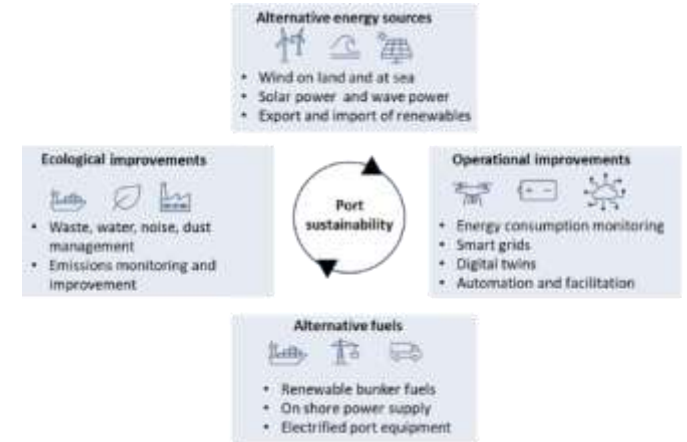 Alternative energy sources
• Wind on land and at sea
• Solar power and wave power
• Export and import of renewables
Ecological improvements
• Waste, water, noise, dust
management
• Emissions monitoring and
improvement
Port
sustainability
Operational improvements
• Energy consumption monitoring
• Smart grids
• Digital twins
• Automation and facilitation
Alternative fuels
• Renewable bunker fuels
• On shore power supply
• Electrified port equipment